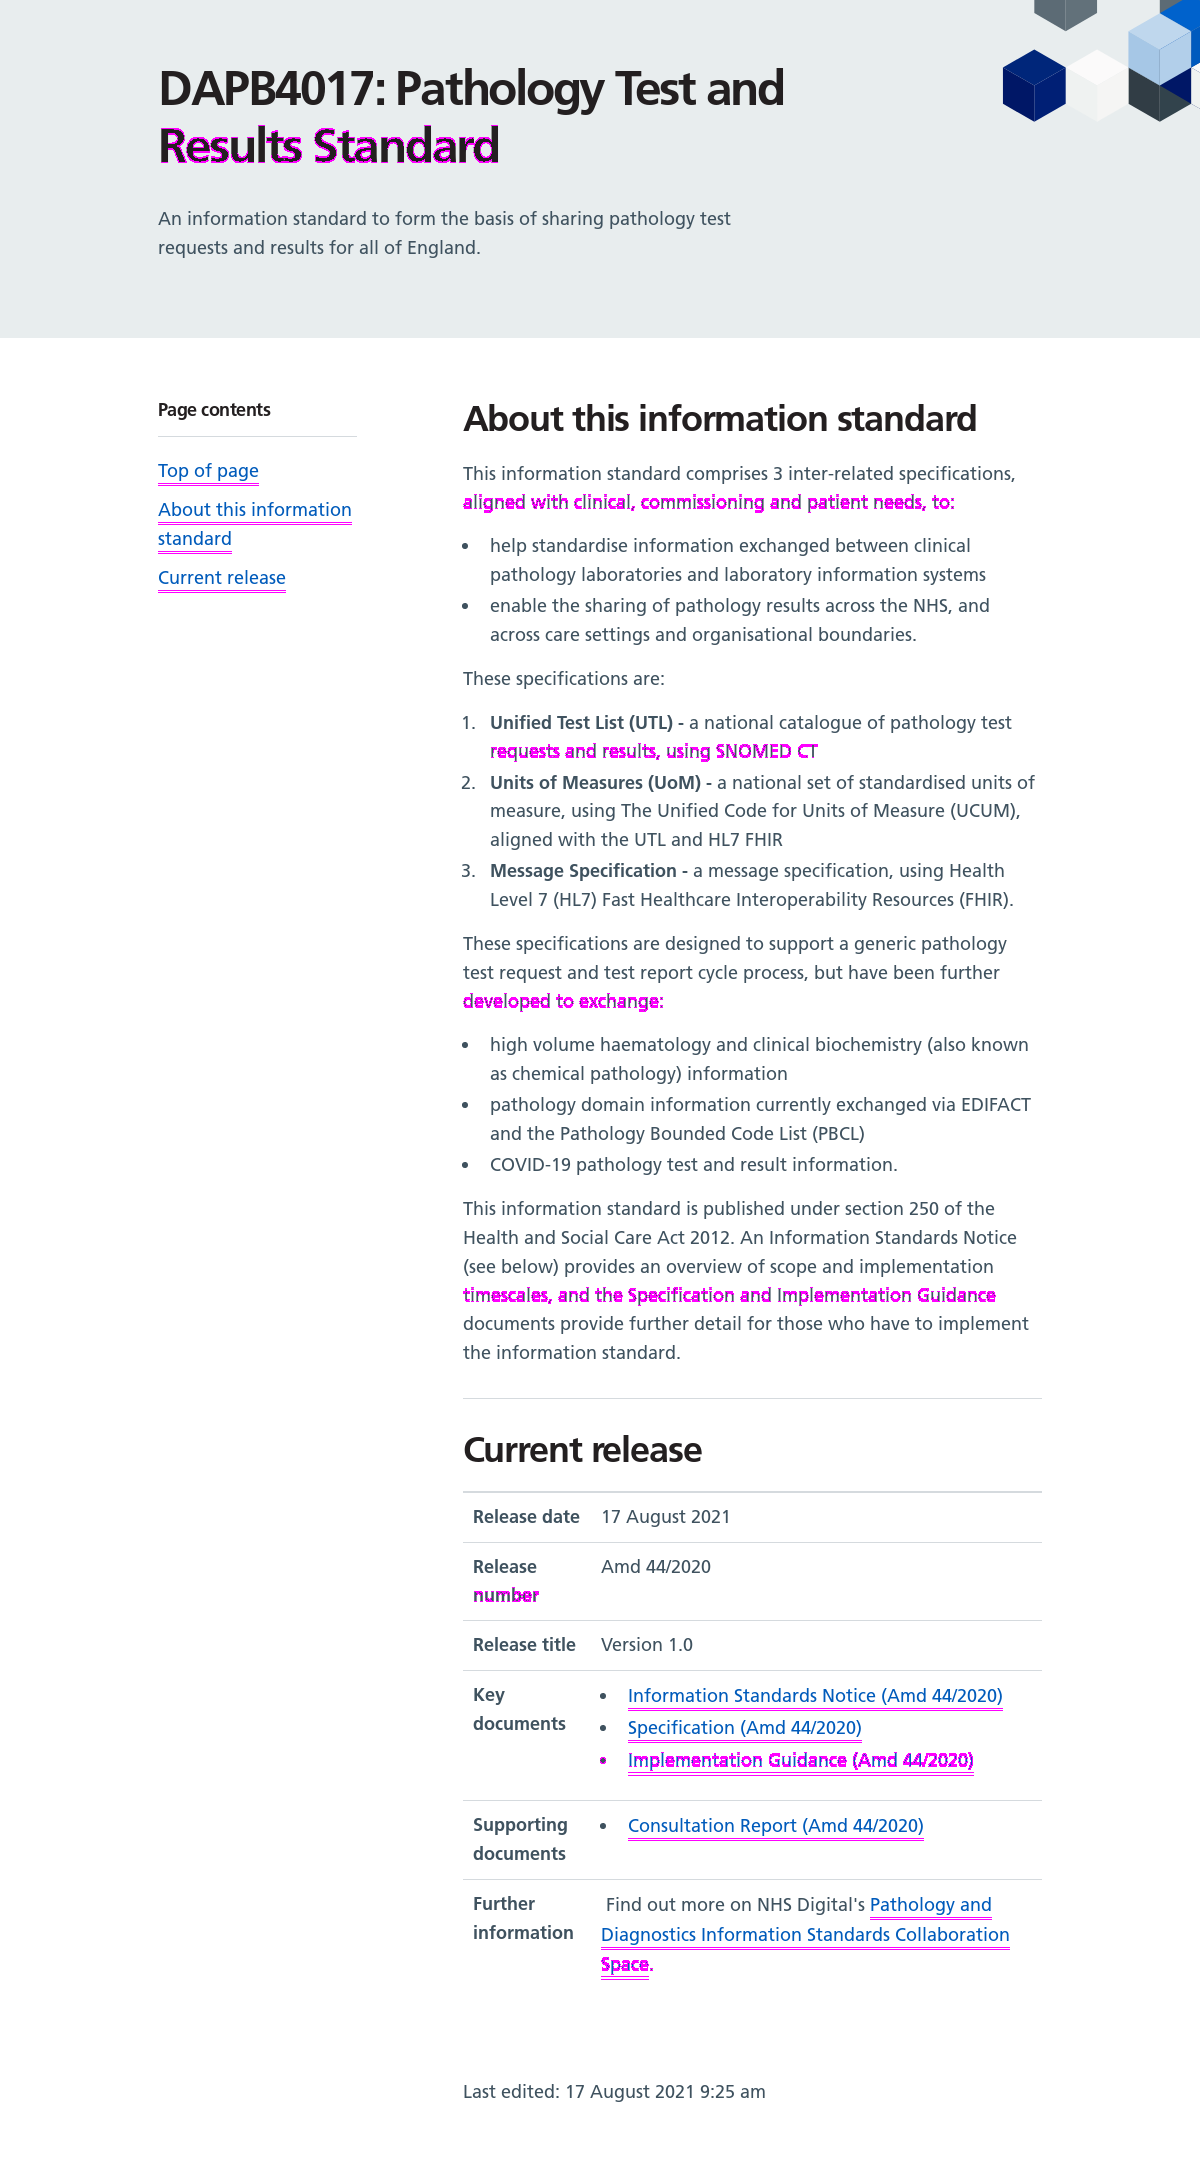 DAPB4017: Pathology Test and
Results Standard
An information standard to form the basis of sharing pathology test
requests and results for all of England.
Page contents
Top of page
About this information
standard
Current release
About this information standard
This information standard comprises 3 inter-related specifications,
aligned with clinical, commissioning and patient needs, to:
• help standardise information exchanged between clinical
pathology laboratories and laboratory information systems
• enable the sharing of pathology results across the NHS, and
across care settings and organisational boundaries.
These specifications are:
1. Unified Test List (UTL) - a national catalogue of pathology test
requests and results, using SNOMED CT
2. Units of Measures (UoM) - a national set of standardised units of
measure, using The Unified Code for Units of Measure (UCUM),
aligned with the UTL and HL7 FHIR
3. Message Specification - a message specification, using Health
Level 7 (HL7) Fast Healthcare Interoperability Resources (FHIR).
These specifications are designed to support a generic pathology
test request and test report cycle process, but have been further
developed to exchange:
• high volume haematology and clinical biochemistry (also known
as chemical pathology) information
• pathology domain information currently exchanged via EDIFACT
and the Pathology Bounded Code List (PBCL)
• COVID-19 pathology test and result information.
This information standard is published under section 250 of the
Health and Social Care Act 2012. An Information Standards Notice
(see below) provides an overview of scope and implementation
timescales, and the Specification and Implementation Guidance
documents provide further detail for those who have to implement
the information standard.
Current release
Release date 17 August 2021
Release Amd 44/2020
number
Release title Version 1.0
Key • Information Standards Notice (Amd 44/2020)
documents • Specification (Amd 44/2020)
• Implementation Guidance (Amd 44/2020)
Supporting • Consultation Report (Amd 44/2020)
documents
Further Find out more on NHS Digital's Pathology and
information Diagnostics Information Standards Collaboration
Space.
Last edited: 17 August 2021 9:25 am